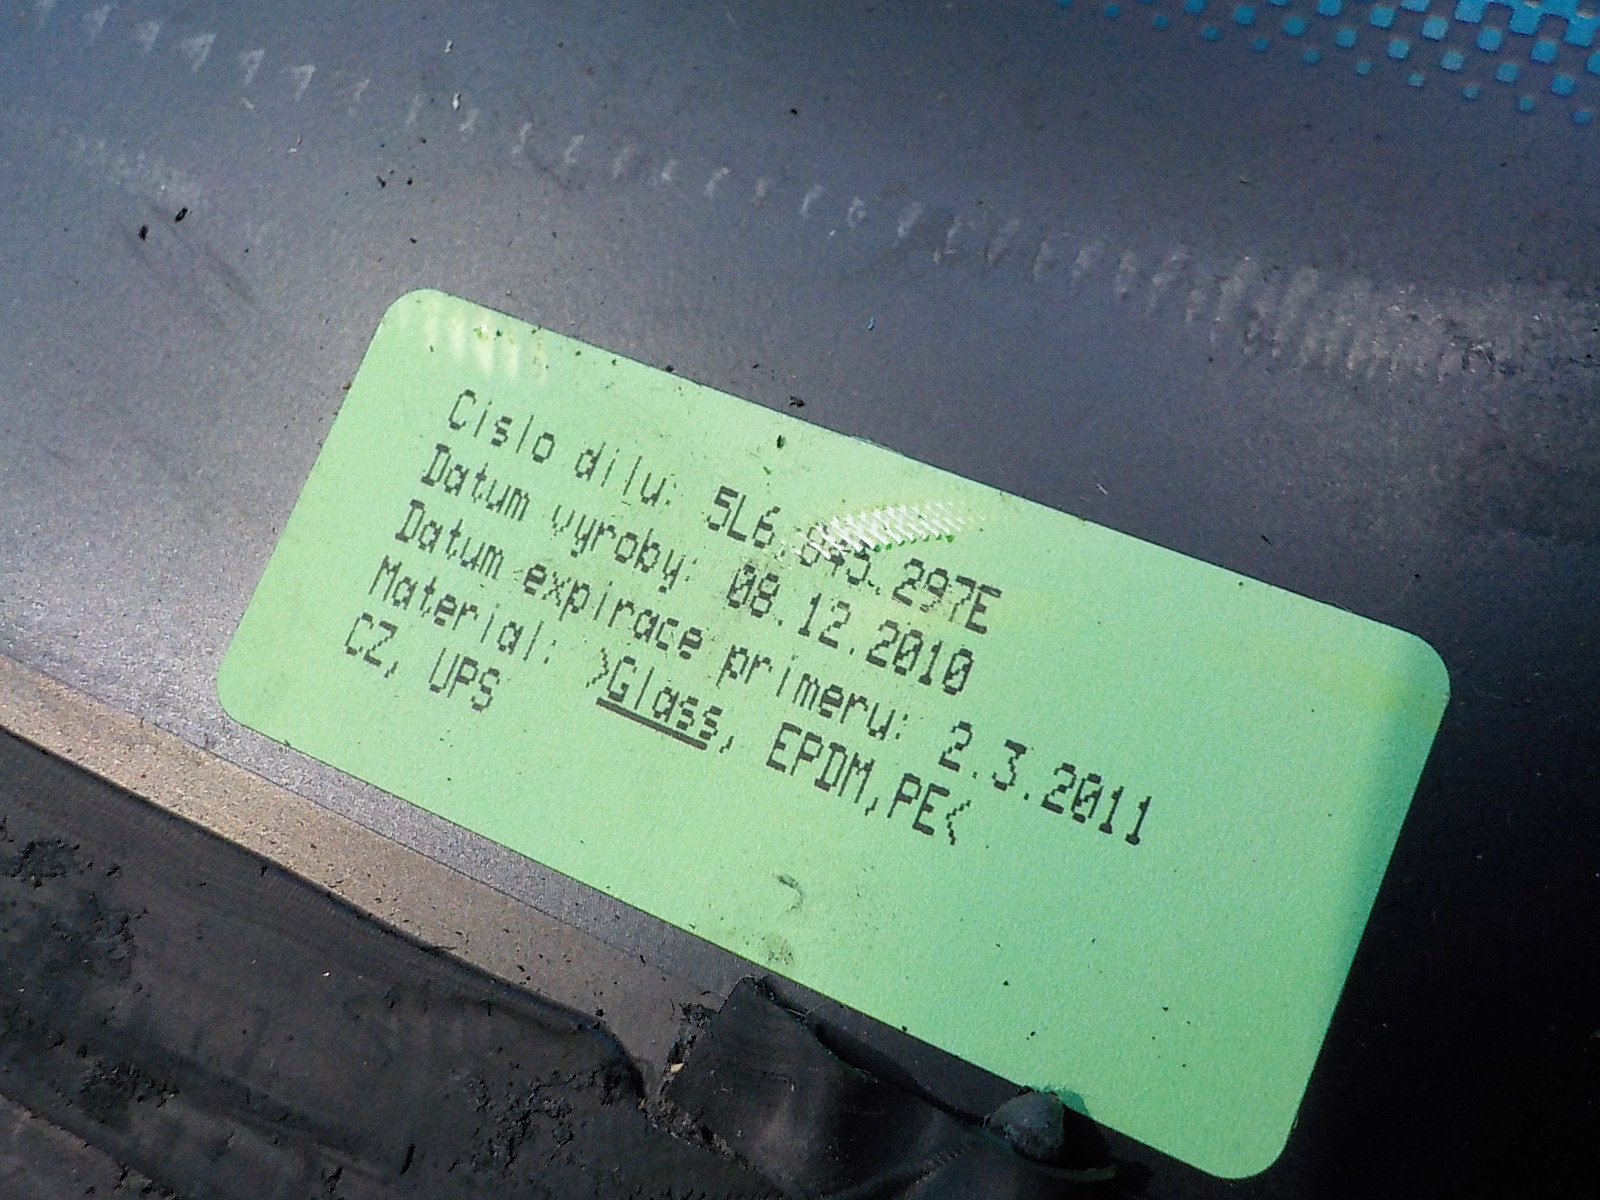 Cislo dilu: 5L6.845.297E
Datum vyroby: 08.12.2010
Datum expirace primeru: 2.3.2011
Material: >Glass, EPDM,PE<
CZ, UPS